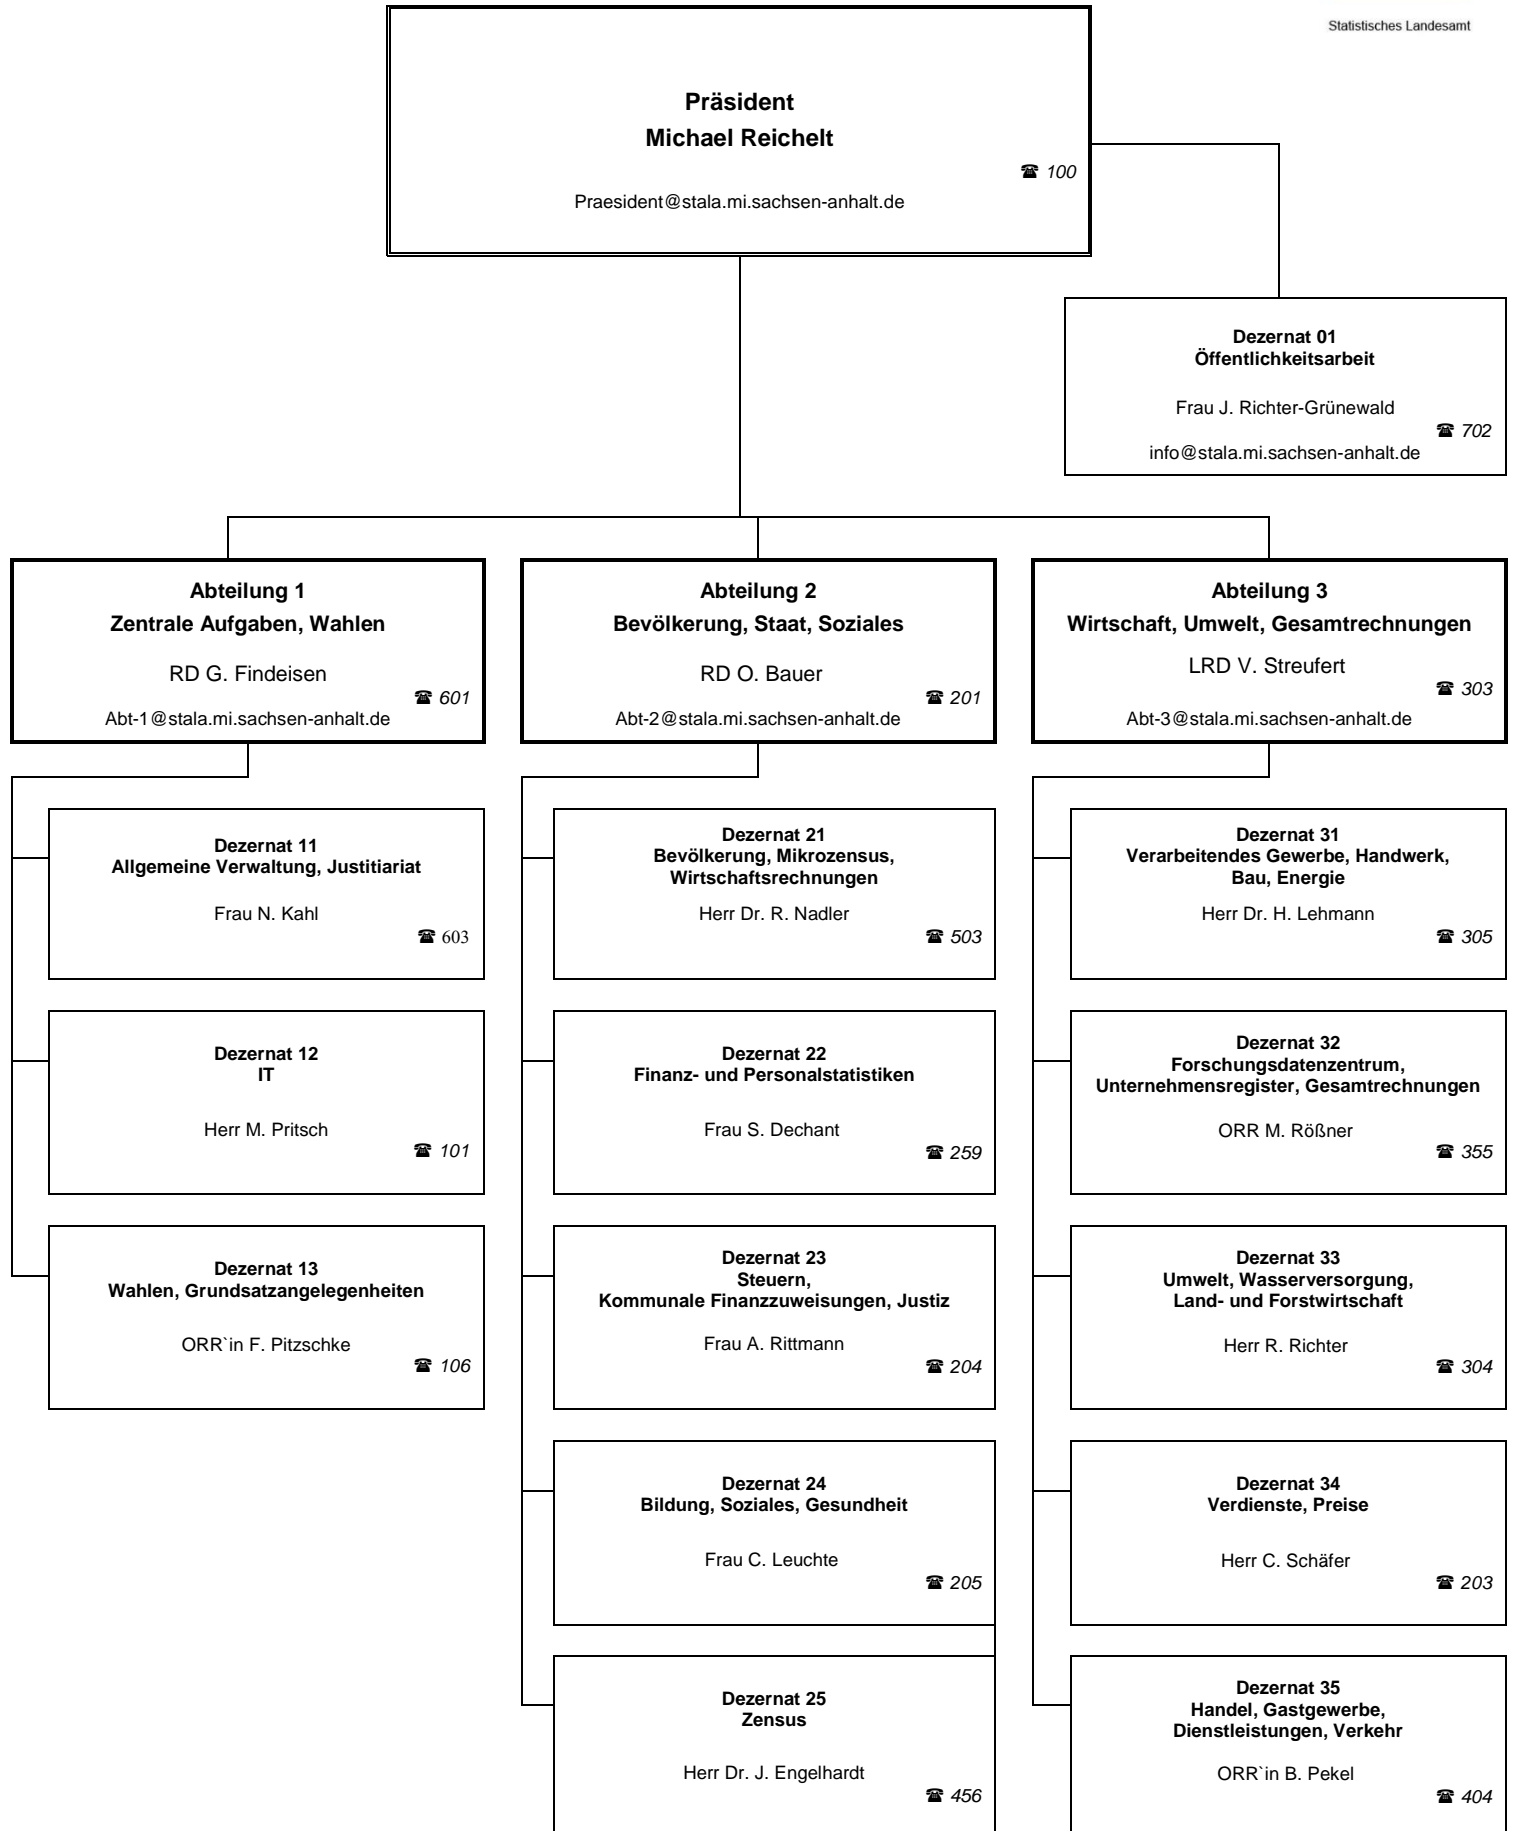 Statistisches Landesamt
Präsident
Michael Reichelt
☎ 100
Praesident@stala.mi.sachsen-anhalt.de
Dezernat 01
Öffentlichkeitsarbeit
Frau J. Richter-Grünewald
☎ 702
info@stala.mi.sachsen-anhalt.de
Abteilung 1
Zentrale Aufgaben, Wahlen
RD G. Findeisen
☎ 601
Abt-1@stala.mi.sachsen-anhalt.de
Abteilung 2
Bevölkerung, Staat, Soziales
RD O. Bauer
☎ 201
Abt-2@stala.mi.sachsen-anhalt.de
Abteilung 3
Wirtschaft, Umwelt, Gesamtrechnungen
LRD V. Streufert
☎ 303
Abt-3@stala.mi.sachsen-anhalt.de
Dezernat 11
Allgemeine Verwaltung, Justitiariat
Frau N. Kahl
☎ 603
Dezernat 12
IT
Herr M. Pritsch
☎ 101
Dezernat 13
Wahlen, Grundsatzangelegenheiten
ORR`in F. Pitzschke
☎ 106
Dezernat 21
Bevölkerung, Mikrozensus,
Wirtschaftsrechnungen
Herr Dr. R. Nadler
☎ 503
Dezernat 22
Finanz- und Personalstatistiken
Frau S. Dechant
☎ 259
Dezernat 23
Steuern,
Kommunale Finanzzuweisungen, Justiz
Frau A. Rittmann
☎ 204
Dezernat 24
Bildung, Soziales, Gesundheit
Frau C. Leuchte
☎ 205
Dezernat 25
Zensus
Herr Dr. J. Engelhardt
☎ 456
Dezernat 31
Verarbeitendes Gewerbe, Handwerk,
Bau, Energie
Herr Dr. H. Lehmann
☎ 305
Dezernat 32
Forschungsdatenzentrum,
Unternehmensregister, Gesamtrechnungen
ORR M. Rößner
☎ 355
Dezernat 33
Umwelt, Wasserversorgung,
Land- und Forstwirtschaft
Herr R. Richter
☎ 304
Dezernat 34
Verdienste, Preise
Herr C. Schäfer
☎ 203
Dezernat 35
Handel, Gastgewerbe,
Dienstleistungen, Verkehr
ORR`in B. Pekel
☎ 404